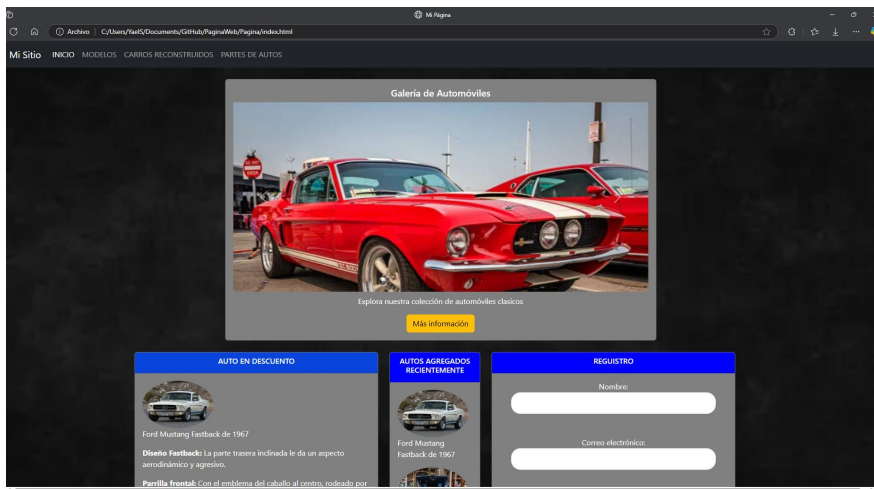 Mi Página
Archivo | C:/Users/YaelS/Documents/GitHub/PaginaWeb/Pagina/index.html
Mi Sitio INICIO MODELOS CARROS RECONSTRUIDOS PARTES DE AUTOS
Galería de Automóviles
Explora nuestra colección de automóviles clasicos
Más información
AUTO EN DESCUENTO
Ford Mustang Fastback de 1967
Diseño Fastback: La parte trasera inclinada le da un aspecto
aerodinámico y agresivo.
Parrilla frontal: Con el emblema del caballo al centro, rodeado por
AUTOS AGREGADOS
RECIENTEMENTE
Ford Mustang
Fastback de 1967
REGUISTRO
Nombre:
Correo electrónico: